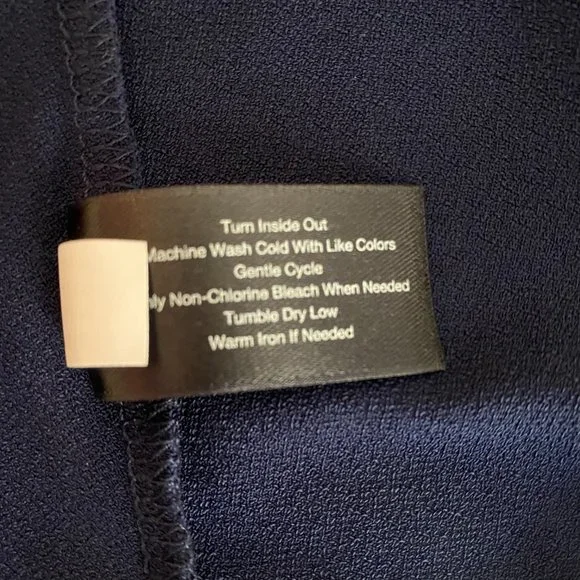 Turn Inside Out
Machine Wash Cold With Like Colors
Gentle Cycle
Non-Chlorine Bleach When Needed
Tumble Dry Low
Warm Iron If Needed